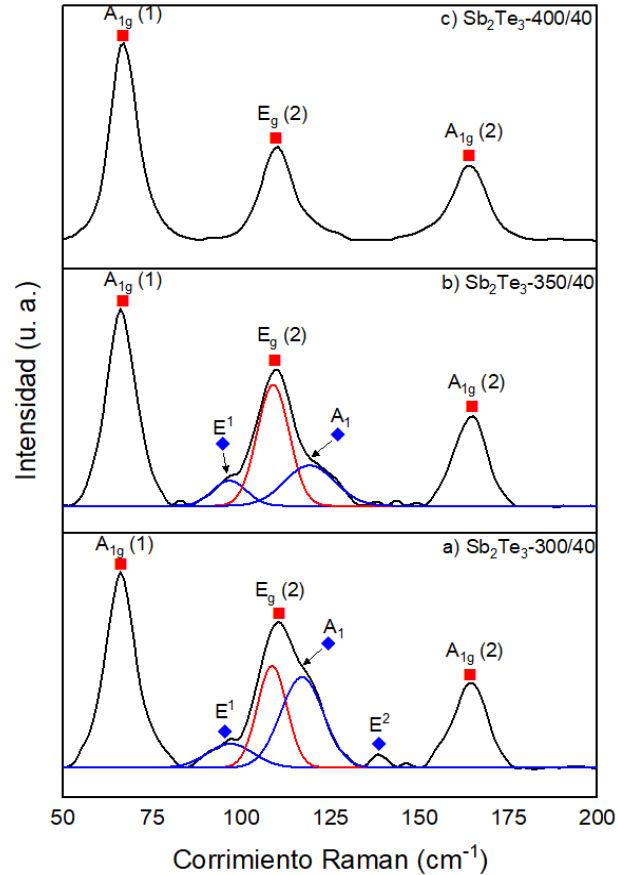 A₁g (1)
c) Sb₂Te₃-400/40
Eg (2)
A₁g (2)
A₁g (1)
b) Sb₂Te₃-350/40
Eg (2)
A₁g (2)
E¹
A₁
A₁g (1)
a) Sb₂Te₃-300/40
Eg (2)
A₁
A₁g (2)
E¹
E²
50 75 100 125 150 175 200
Corrimiento Raman (cm⁻¹)
Intensidad (u. a.)